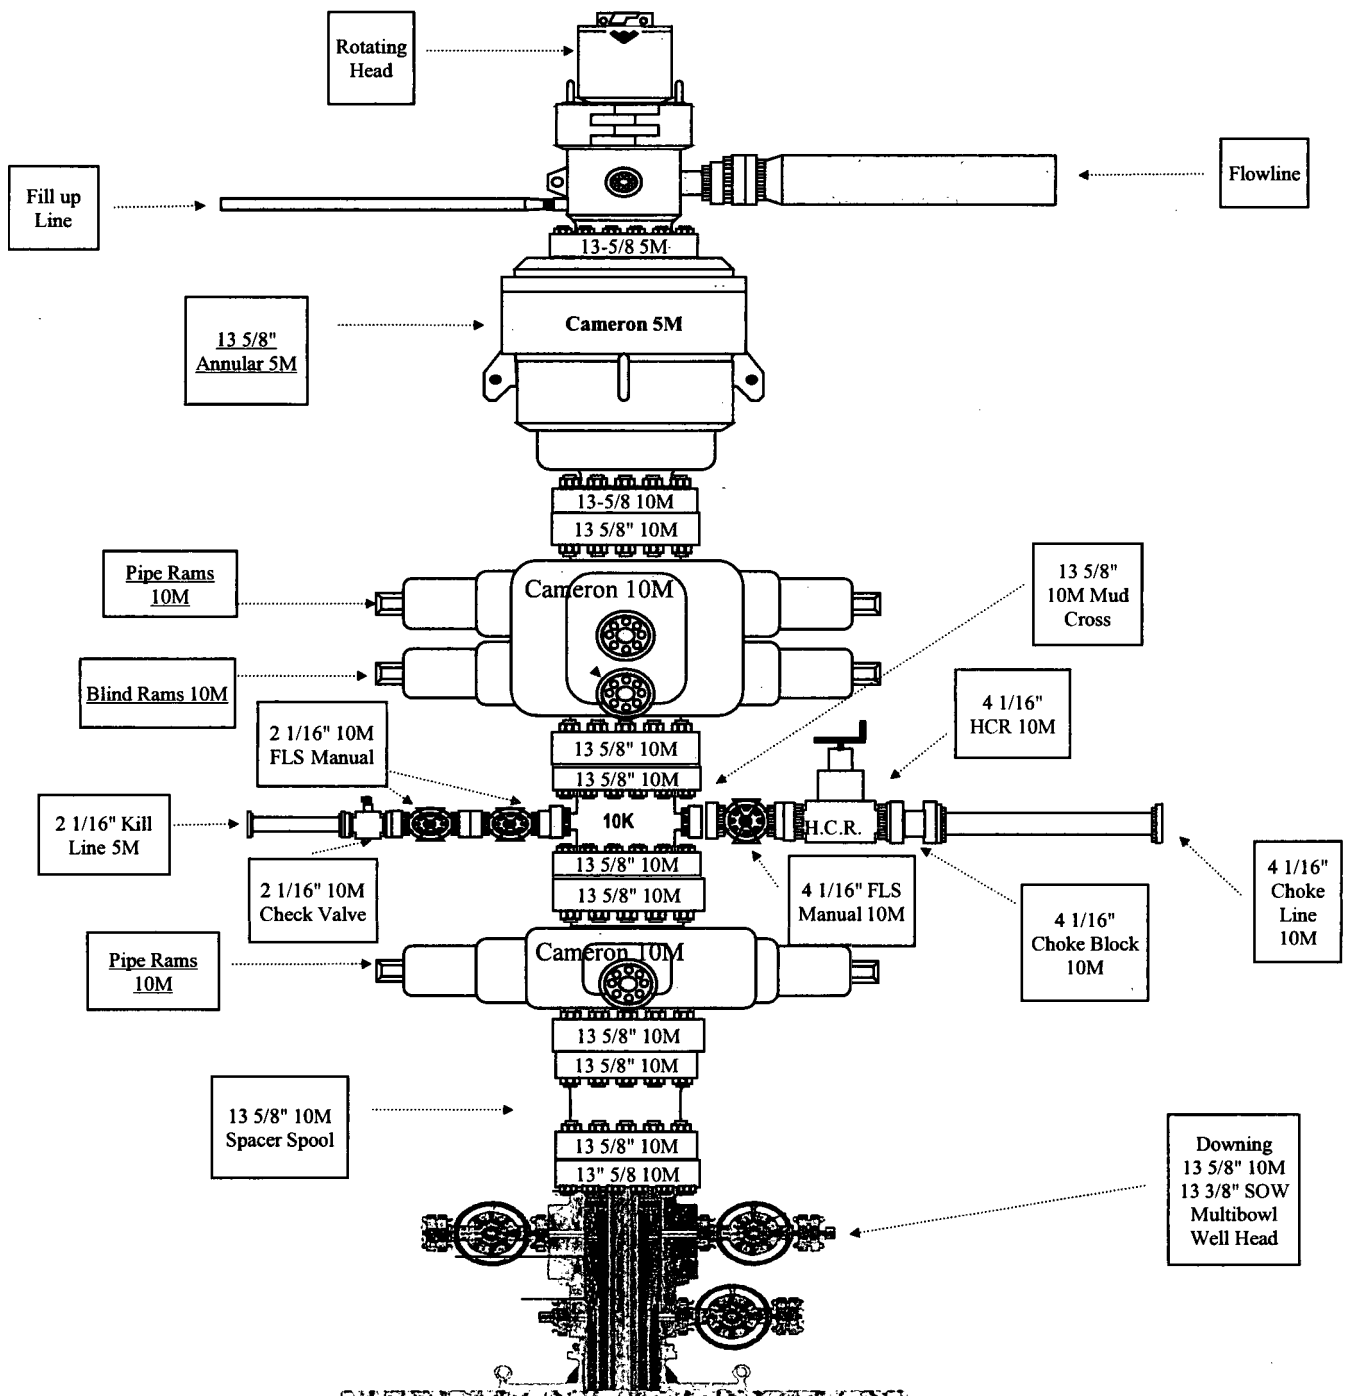 Rotating
Head
Flowline
Fill up
Line
13-5/8 5M
Cameron 5M
13 5/8"
Annular 5M
13-5/8 10M
13 5/8" 10M
Pipe Rams
10M
Cameron 10M
13 5/8"
10M Mud
Cross
Blind Rams 10M
2 1/16" 10M
FLS Manual
4 1/16"
HCR 10M
13 5/8" 10M
13 5/8" 10M
2 1/16" Kill
Line 5M
10K
H.C.R.
2 1/16" 10M
Check Valve
13 5/8" 10M
13 5/8" 10M
4 1/16" FLS
Manual 10M
4 1/16"
Choke Block
10M
4 1/16"
Choke
Line
10M
Pipe Rams
10M
Cameron 10M
13 5/8" 10M
13 5/8" 10M
13 5/8" 10M
Spacer Spool
13 5/8" 10M
13" 5/8 10M
Downing
13 5/8" 10M
13 3/8" SOW
Multibowl
Well Head